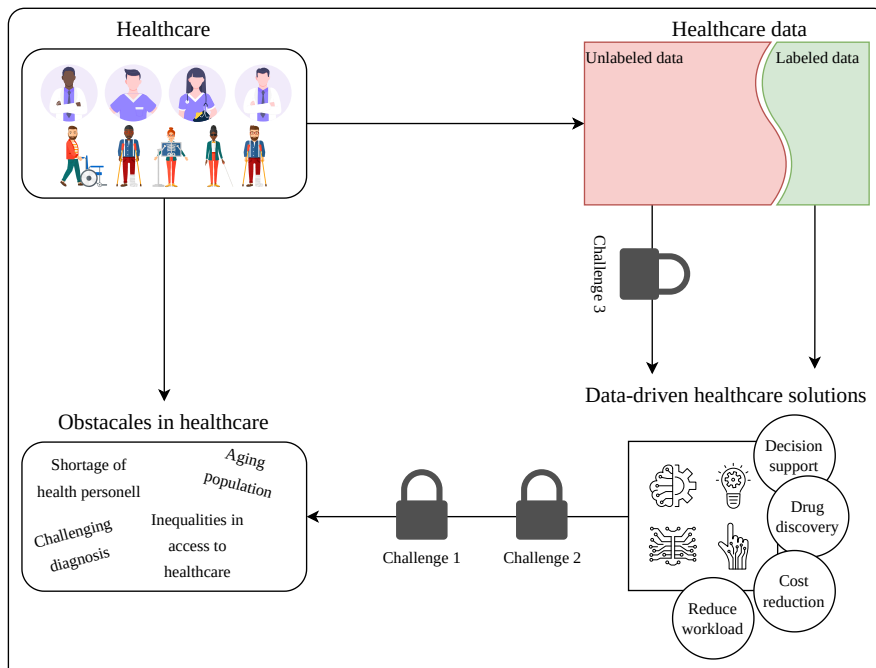 Healthcare
Healthcare data
Unlabeled data
Labeled data
Challenge 3
Obstacales in healthcare
Data-driven healthcare solutions
Shortage of
health personell
Aging
population
Challenging
diagnosis
Inequalities in
access to
healthcare
Challenge 1
Challenge 2
Decision
support
Drug
discovery
Cost
reduction
Reduce
workload